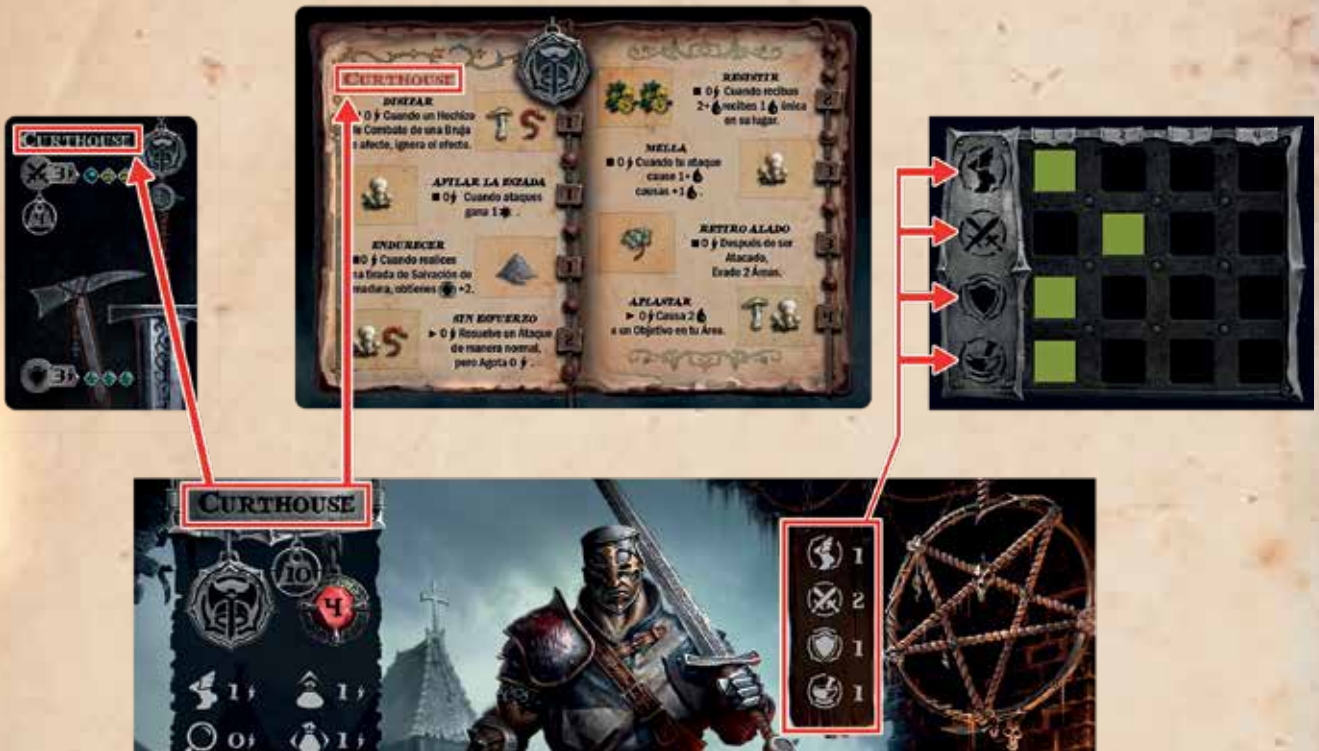 CURTHOUSE
3
3
CURTHOUSE
DISIPAR
0 Cuando un Hechizo
de Combate de una Bruja
afecte, ignora el efecto.
1
AFILAR LA ESPADA
■ 0 Cuando ataques
gana 1
1
ENDURECER
■ 0 Cuando realices
una tirada de Salvación de
Armadura, obtienes +2.
1
SIN ESFUERZO
► 0 Resuelve un Ataque
de manera normal,
pero Agota 0 .
2
RESISTIR
■ 0 Cuando recibas
2+ recibes 1 única
en su lugar.
2
MELLA
■ 0 Cuando tu ataque
cause 1+
causas +1 .
3
RETIRO ALADO
■ 0 Después de ser
Atacado,
Evade 2 Áreas.
3
APLASTAR
► 0 Causa 2
a un Objetivo en tu Área.
4
1 2 3 4
CURTHOUSE
10
4
1 1
0 1
1
2
1
1